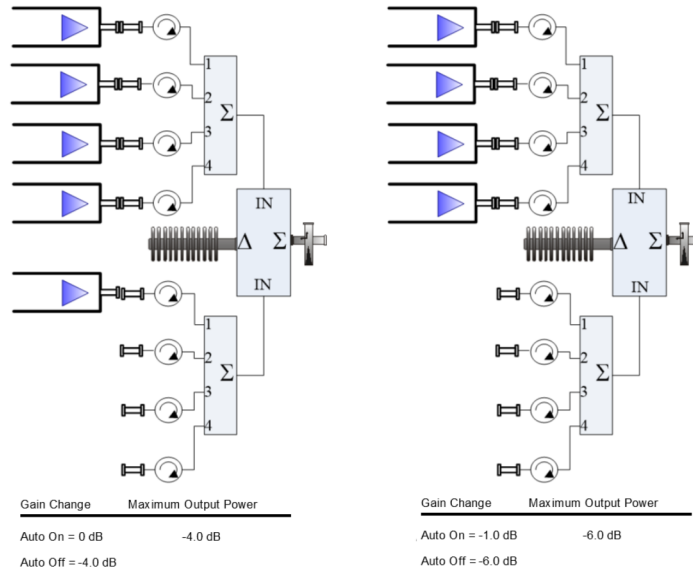 1
2
3
4
Σ
IN
Δ Σ
IN
1
2
3
4
Σ
Gain Change Maximum Output Power
Auto On = 0 dB -4.0 dB
Auto Off = -4.0 dB
1
2
3
4
Σ
IN
Δ Σ
IN
1
2
3
4
Σ
Gain Change Maximum Output Power
Auto On = -1.0 dB -6.0 dB
Auto Off = -6.0 dB